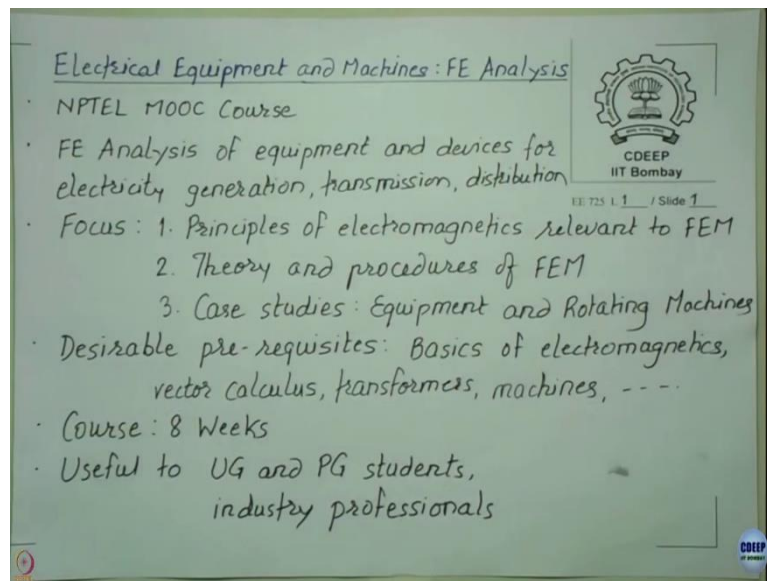 Electrical Equipment and Machines : FE Analysis
· NPTEL MOOC Course
· FE Analysis of equipment and devices for
electricity generation, transmission, distribution
CDEEP
IIT Bombay
EE 725 L 1 / Slide 1
· Focus : 1. Principles of electromagnetics relevant to FEM
2. Theory and procedures of FEM
3. Case studies : Equipment and Rotating Machines
· Desirable pre-requisites : Basics of electromagnetics,
vector calculus, transformers, machines, ----.
· Course : 8 Weeks
· Useful to UG and PG students,
industry professionals
CDEEP
IIT BOMBAY